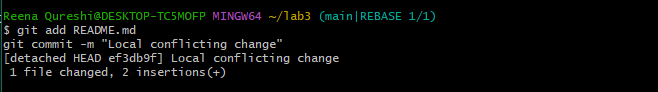 Reena Qureshi@DESKTOP-TC5MOFP MINGW64 ~/lab3 (main|REBASE 1/1)
$ git add README.md
git commit -m "Local conflicting change"
[detached HEAD ef3db9f] Local conflicting change
 1 file changed, 2 insertions(+)